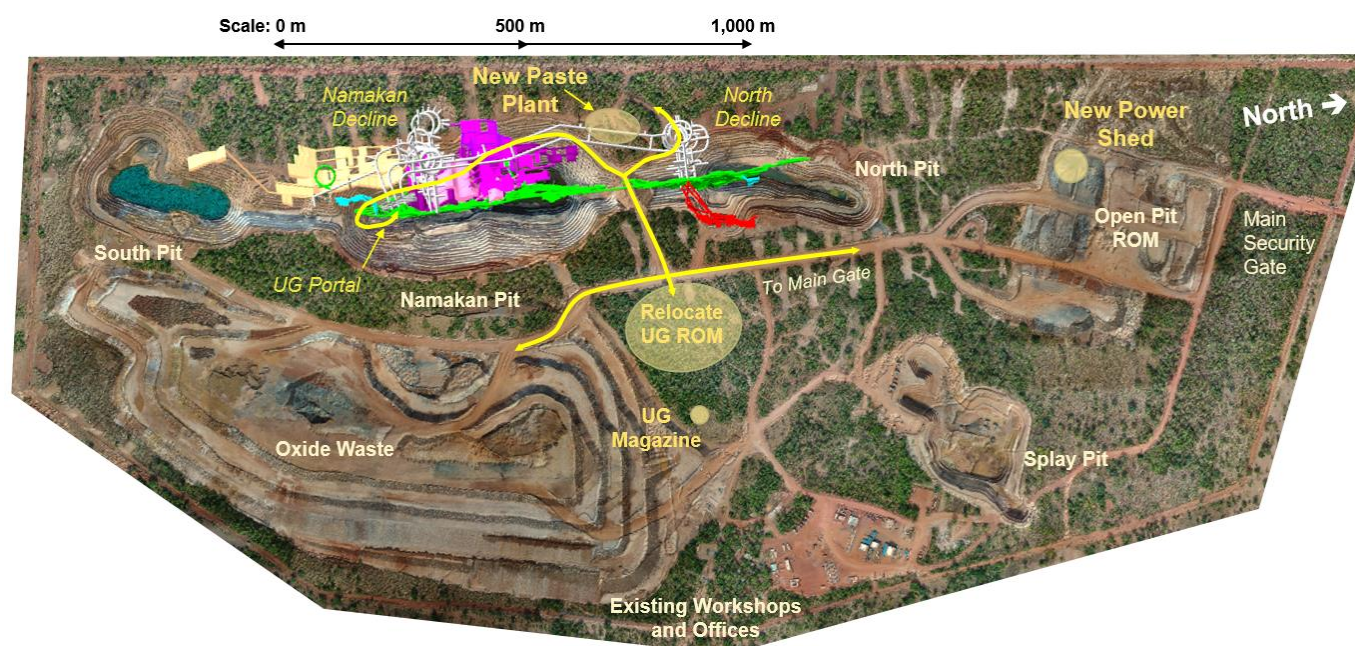 Scale: 0 m 500 m 1,000 m
New Paste
Plant
Namakan
Decline
North
Decline
New Power
Shed
North
North Pit
Open Pit
ROM
Main
Security
Gate
South Pit
UG Portal
Namakan Pit
To Main Gate
Relocate
UG ROM
UG
Magazine
Oxide Waste
Splay Pit
Existing Workshops
and Offices